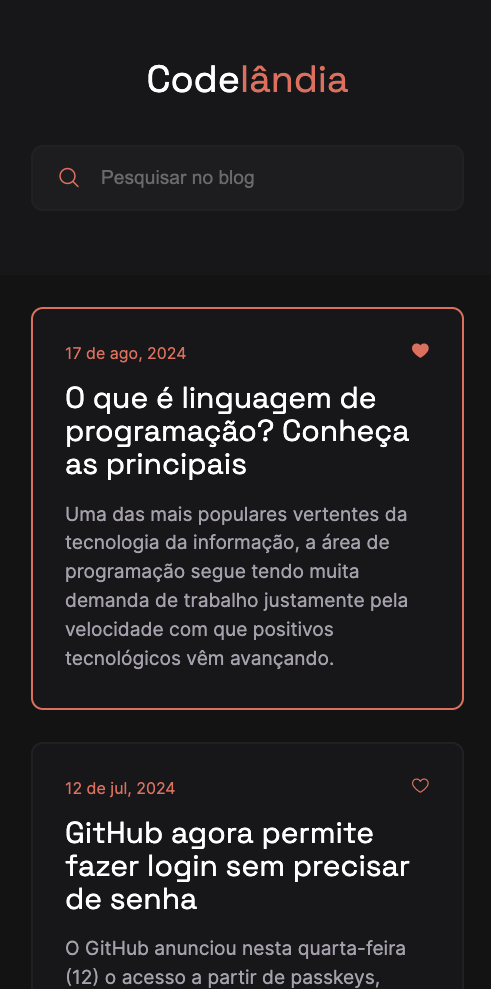 Codelândia
Pesquisar no blog
17 de ago, 2024
O que é linguagem de
programação? Conheça
as principais
Uma das mais populares vertentes da
tecnologia da informação, a área de
programação segue tendo muita
demanda de trabalho justamente pela
velocidade com que positivos
tecnológicos vêm avançando.
12 de jul, 2024
GitHub agora permite
fazer login sem precisar
de senha
O GitHub anunciou nesta quarta-feira
(12) o acesso a partir de passkeys,